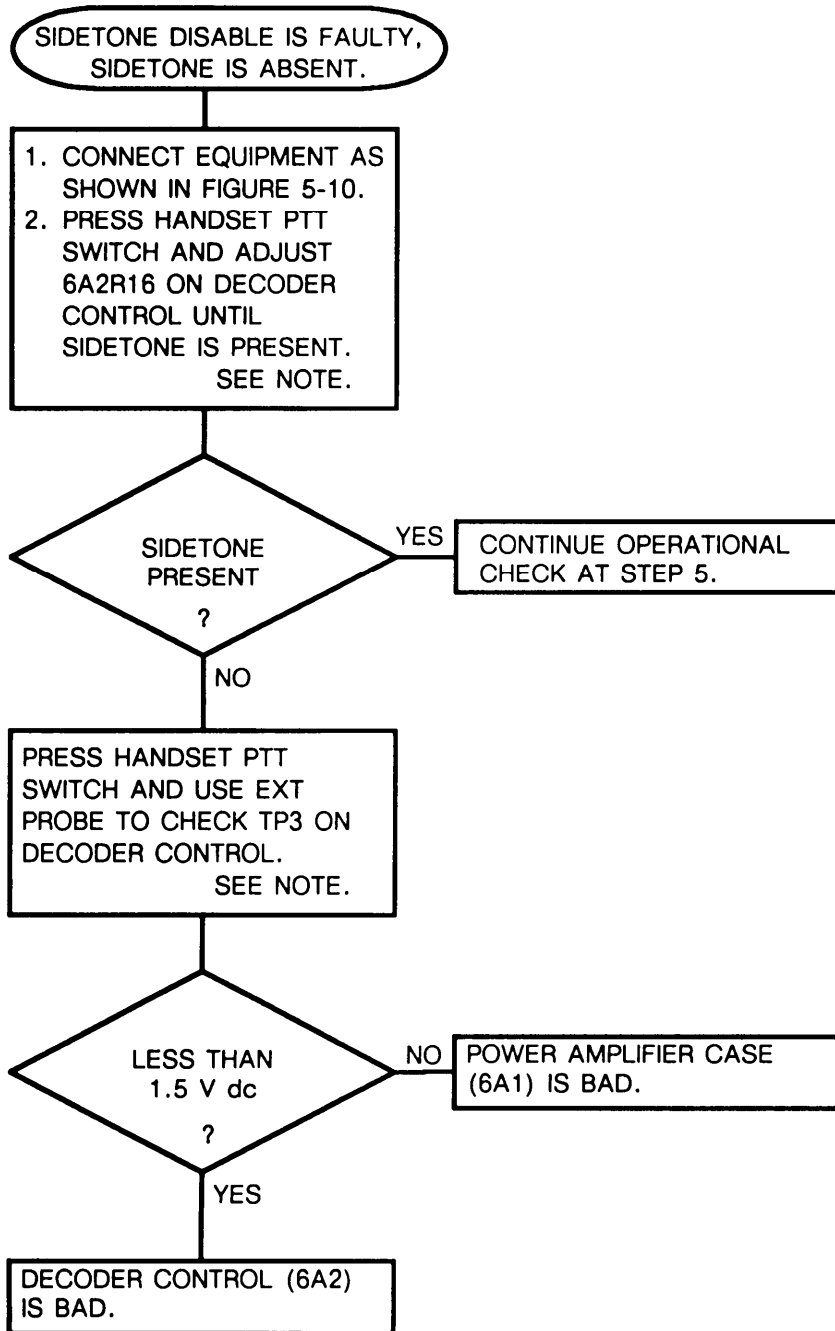 SIDETONE DISABLE IS FAULTY,
SIDETONE IS ABSENT.
1. CONNECT EQUIPMENT AS
SHOWN IN FIGURE 5-10.
2. PRESS HANDSET PTT
SWITCH AND ADJUST
6A2R16 ON DECODER
CONTROL UNTIL
SIDETONE IS PRESENT.
SEE NOTE.
SIDETONE
PRESENT
?
YES
CONTINUE OPERATIONAL
CHECK AT STEP 5.
NO
PRESS HANDSET PTT
SWITCH AND USE EXT
PROBE TO CHECK TP3 ON
DECODER CONTROL.
SEE NOTE.
LESS THAN
1.5 V dc
?
NO
POWER AMPLIFIER CASE
(6A1) IS BAD.
YES
DECODER CONTROL (6A2)
IS BAD.